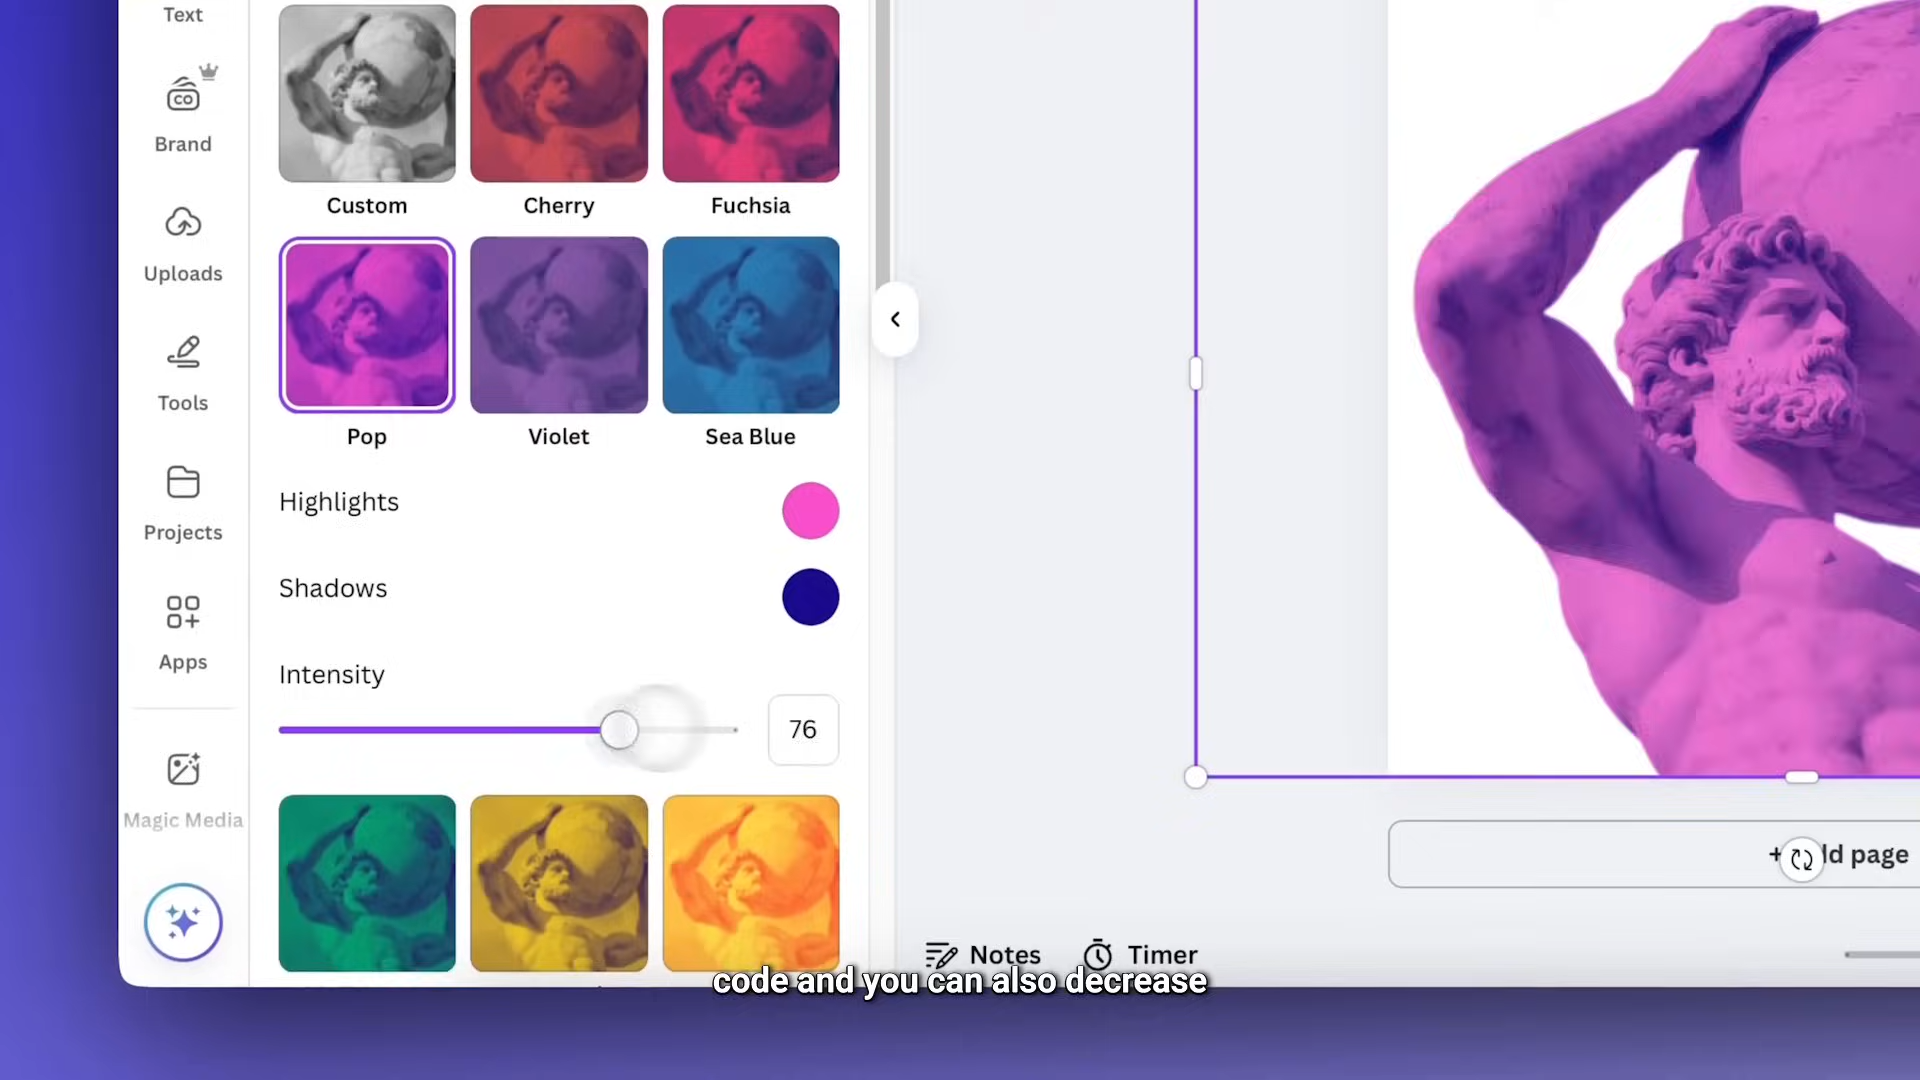 Text
CO
Brand
Uploads
Tools
Projects
Apps
Magic Media
Custom
Cherry
Fuchsia
Pop
Violet
Sea Blue
Highlights
Shadows
Intensity
76
+ ld page
Notes
Timer
code and you can also decrease